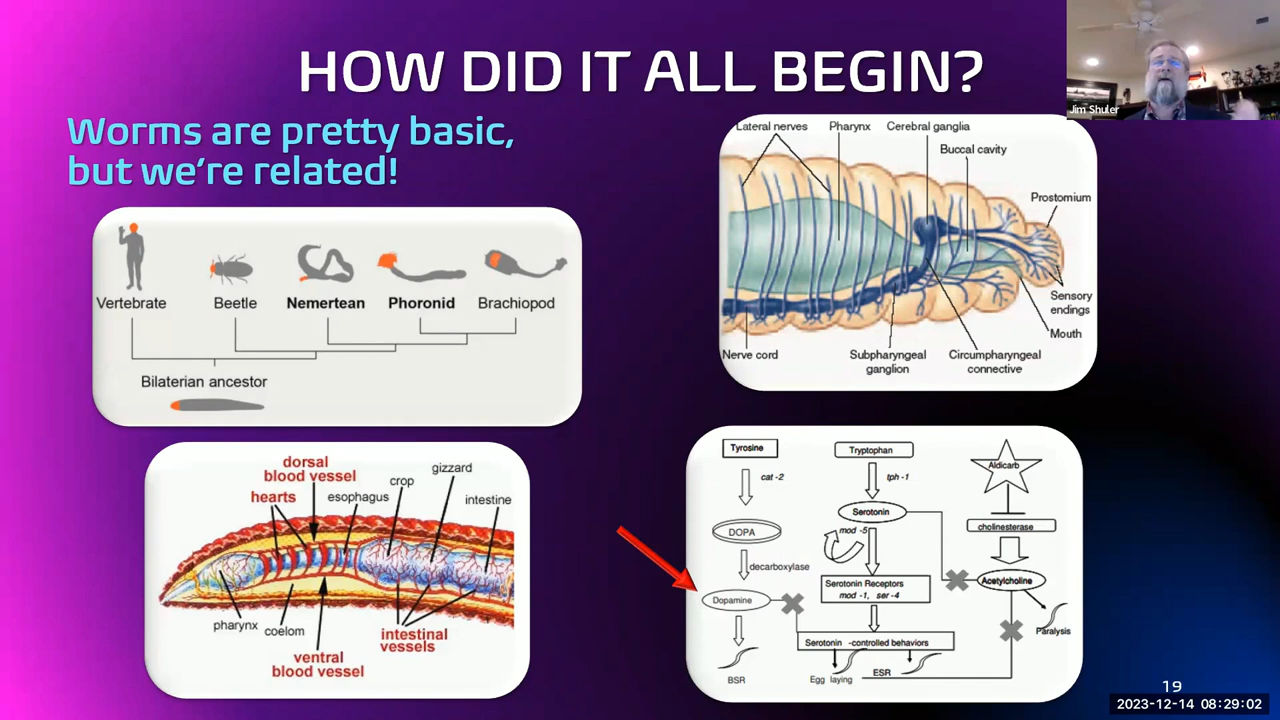 HOW DID IT ALL BEGIN?
Jim Shuler
Worms are pretty basic,
but we're related!
Vertebrate
Beetle
Nemertean
Phoronid
Brachiopod
Bilaterian ancestor
Lateral nerves
Pharynx
Cerebral ganglia
Buccal cavity
Prostomium
Sensory
endings
Mouth
Nerve cord
Subpharyngeal
ganglion
Circumpharyngeal
connective
dorsal
blood vessel
hearts
esophagus
crop
gizzard
intestine
pharynx
coelom
ventral
blood vessel
intestinal
vessels
Tyrosine
cat -2
DOPA
decarboxylase
Dopamine
BSR
Tryptophan
tph -1
Serotonin
mod -5
Serotonin Receptors
mod -1, ser -4
Serotonin -controlled behaviors
Egg laying
ESR
Aldicarb
cholinesterase
Acetylcholine
Paralysis
19
2023-12-14 08:29:02